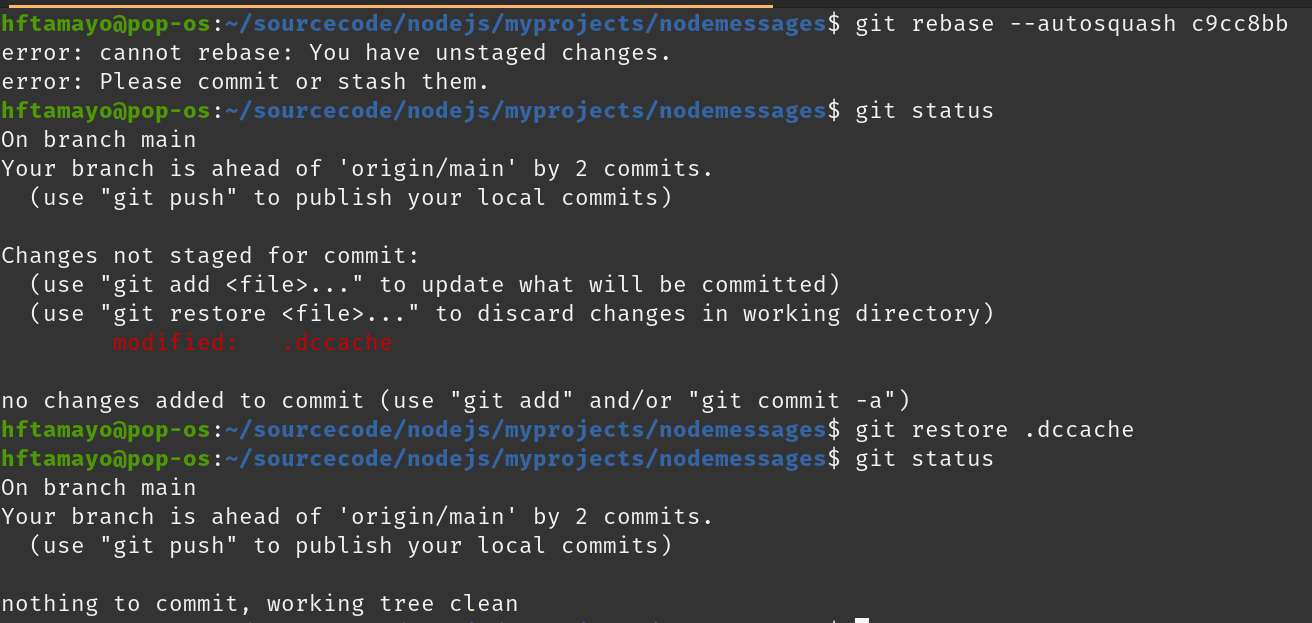 hftamayo@pop-os:~/sourcecode/nodejs/myprojects/nodemessages$ git rebase --autosquash c9cc8bb
error: cannot rebase: You have unstaged changes.
error: Please commit or stash them.
hftamayo@pop-os:~/sourcecode/nodejs/myprojects/nodemessages$ git status
On branch main
Your branch is ahead of 'origin/main' by 2 commits.
  (use "git push" to publish your local commits)

Changes not staged for commit:
  (use "git add <file>..." to update what will be committed)
  (use "git restore <file>..." to discard changes in working directory)
        modified:   .dccache

no changes added to commit (use "git add" and/or "git commit -a")
hftamayo@pop-os:~/sourcecode/nodejs/myprojects/nodemessages$ git restore .dccache
hftamayo@pop-os:~/sourcecode/nodejs/myprojects/nodemessages$ git status
On branch main
Your branch is ahead of 'origin/main' by 2 commits.
  (use "git push" to publish your local commits)

nothing to commit, working tree clean